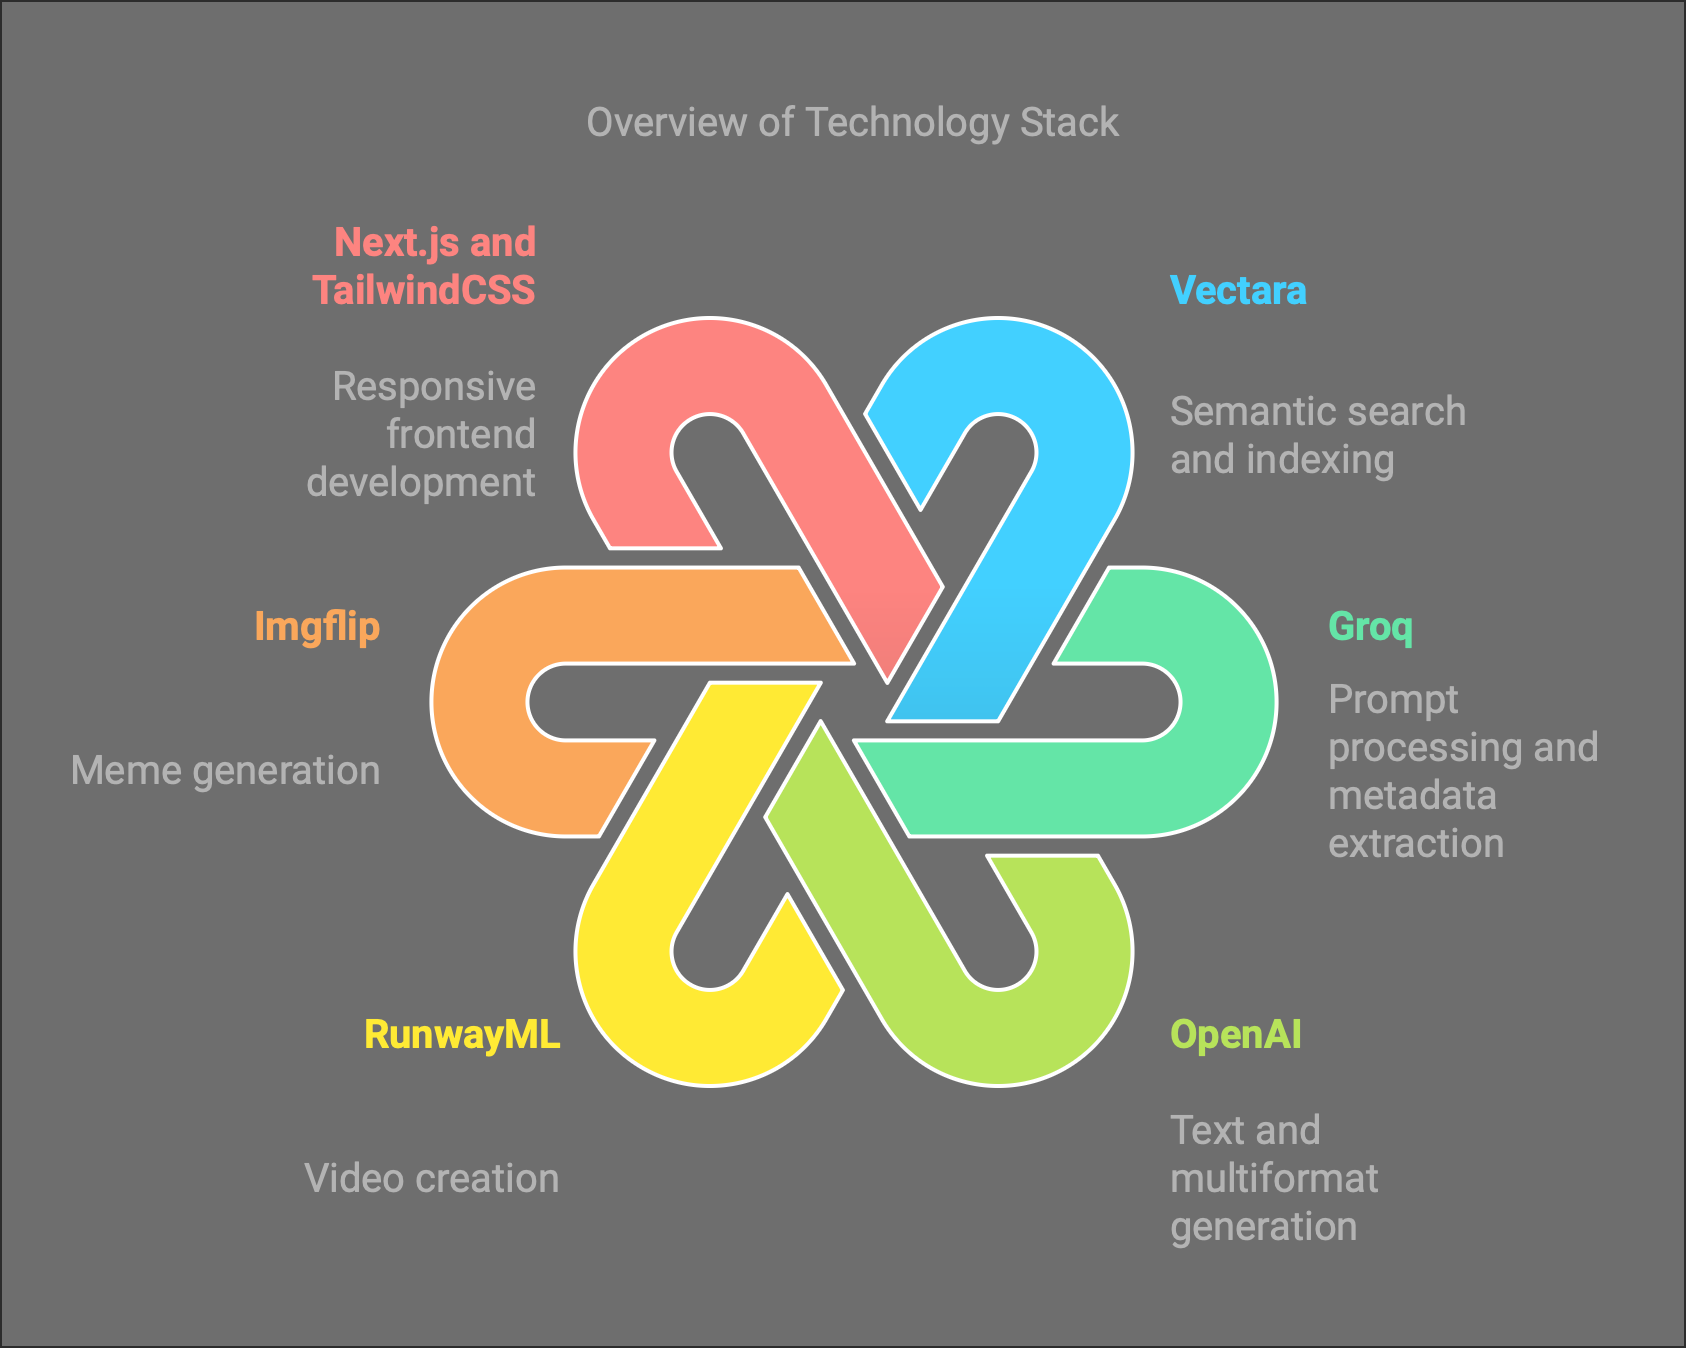 Overview of Technology Stack
Next.js and
TailwindCSS
Responsive
frontend
development
Vectara
Semantic search
and indexing
Imgflip
Meme generation
Groq
Prompt
processing and
metadata
extraction
RunwayML
Video creation
OpenAI
Text and
multiformat
generation